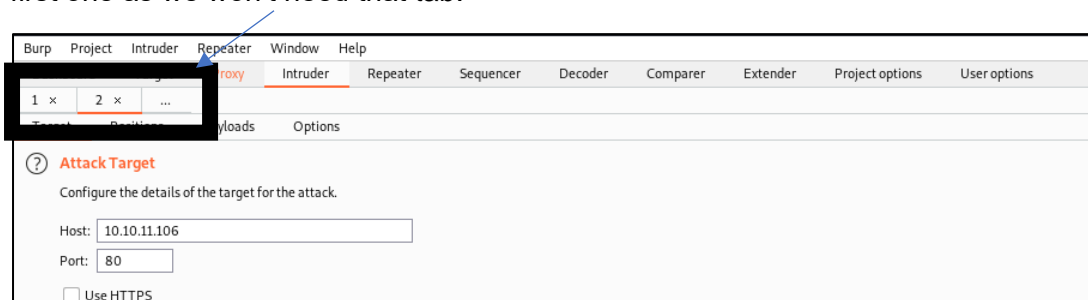 first one as we won't need that tab.
Burp Project Intruder Repeater Window Help
Intruder Repeater Sequencer Decoder Comparer Extender Project options User options
1 × 2 × ...
Options
Attack Target
Configure the details of the target for the attack.
Host: 10.10.11.106
Port: 80
Use HTTPS